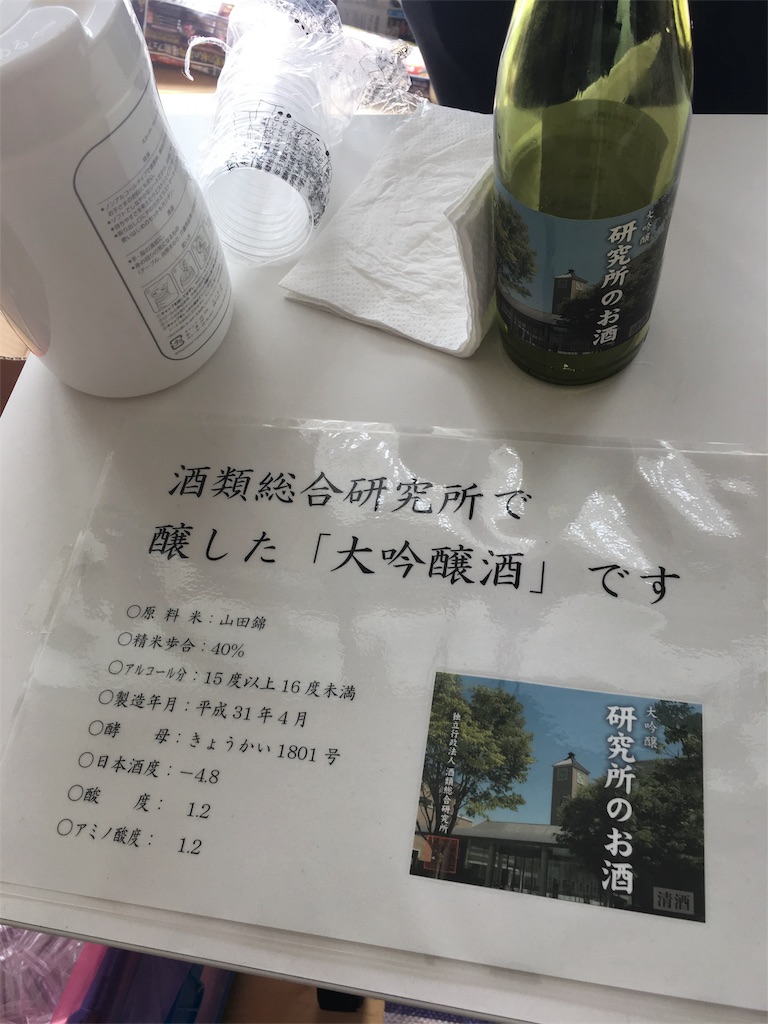 大吟醸
研究所のお酒
酒類総合研究所で
醸した「大吟醸酒」です
○原料米：山田錦
○精米歩合：40%
○アルコール分：15度以上16度未満
○製造年月：平成31年4月
○酵　母：きょうかい1801号
○日本酒度：－4.8
○酸　度：　1.2
○アミノ酸度：　1.2
大吟醸
研究所のお酒
独立行政法人 酒類総合研究所
清酒